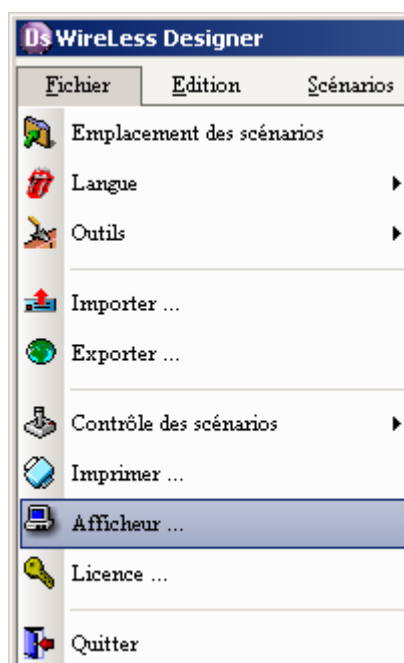 Ds WireLess Designer
Fichier Edition Scénarios
Emplacement des scénarios
Langue
Outils
Importer ...
Exporter ...
Contrôle des scénarios
Imprimer ...
Afficheur ...
Licence ...
Quitter